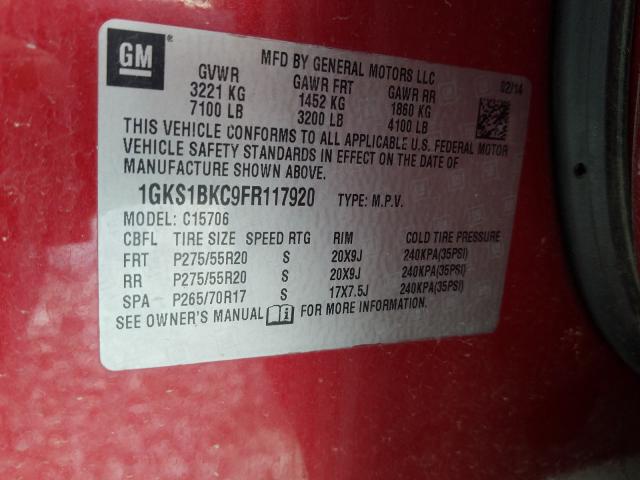 GM
MFD BY GENERAL MOTORS LLC
GVWR GAWR FRT GAWR RR 02/14
3221 KG 1452 KG 1860 KG
7100 LB 3200 LB 4100 LB
THIS VEHICLE CONFORMS TO ALL APPLICABLE U.S. FEDERAL MOTOR
VEHICLE SAFETY STANDARDS IN EFFECT ON THE DATE OF
MANUFACTURE SHOWN ABOVE.
1GKS1BKC9FR117920 TYPE: M.P.V.
MODEL: C15706
CBFL TIRE SIZE SPEED RTG RIM COLD TIRE PRESSURE
FRT P275/55R20 S 20X9J 240KPA(35PSI)
RR P275/55R20 S 20X9J 240KPA(35PSI)
SPA P265/70R17 S 17X7.5J 240KPA(35PSI)
SEE OWNER'S MANUAL i FOR MORE INFORMATION.